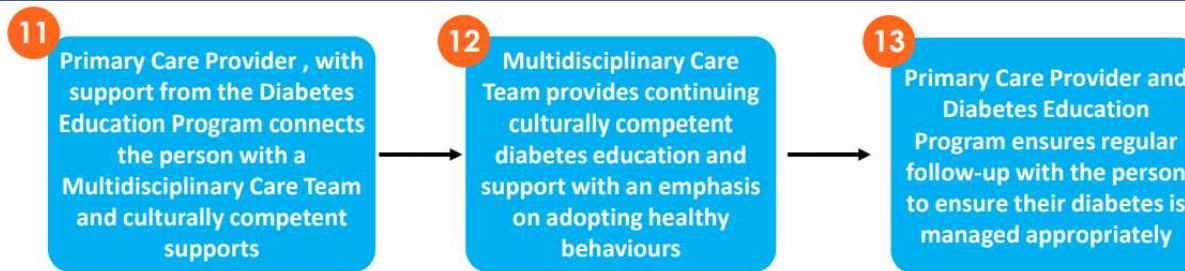 11
Primary Care Provider , with
support from the Diabetes
Education Program connects
the person with a
Multidisciplinary Care Team
and culturally competent
supports
12
Multidisciplinary Care
Team provides continuing
culturally competent
diabetes education and
support with an emphasis
on adopting healthy
behaviours
13
Primary Care Provider and
Diabetes Education
Program ensures regular
follow-up with the person
to ensure their diabetes is
managed appropriately